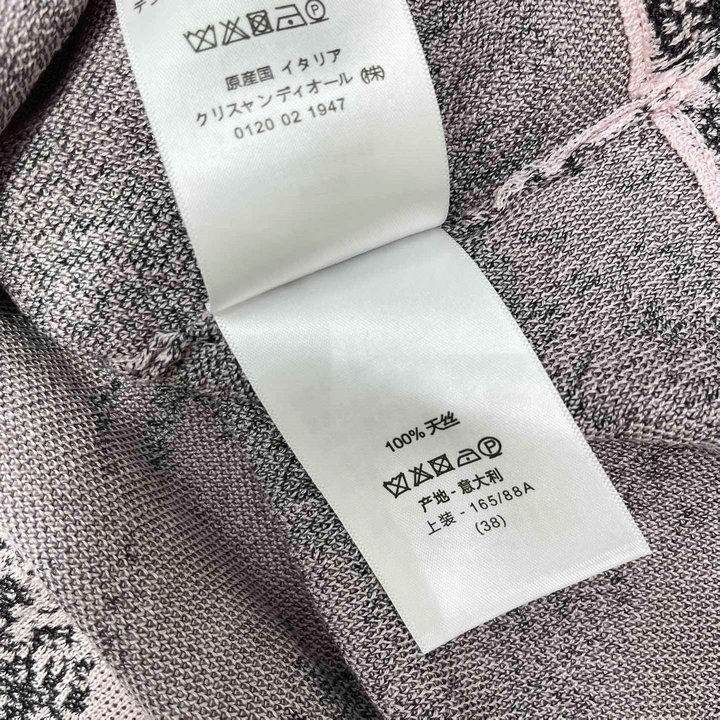 原産国 イタリア
クリスチャンディオール ㈱
0120 02 1947
100% 天丝
产地 - 意大利
上装 - 165/88A
(38)